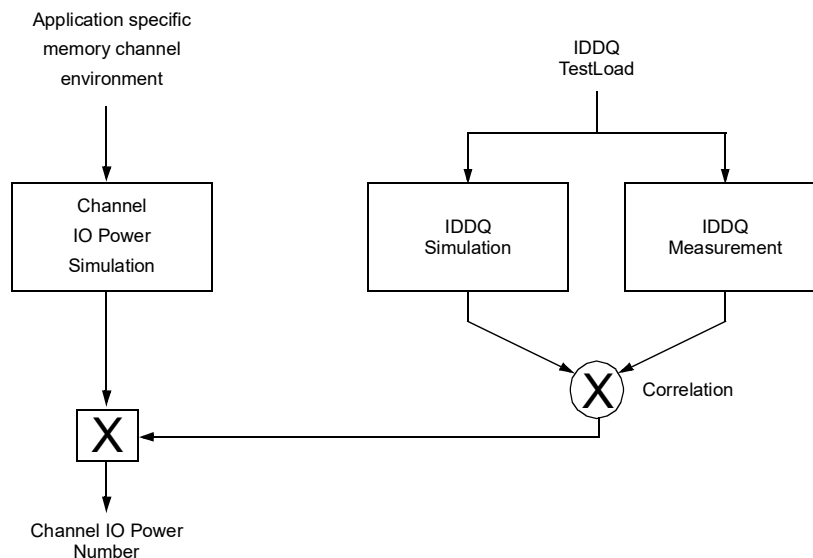 Application specific
memory channel
environment
IDDQ
TestLoad
Channel
IO Power
Simulation
IDDQ
Simulation
IDDQ
Measurement
X
Correlation
X
Channel IO Power
Number